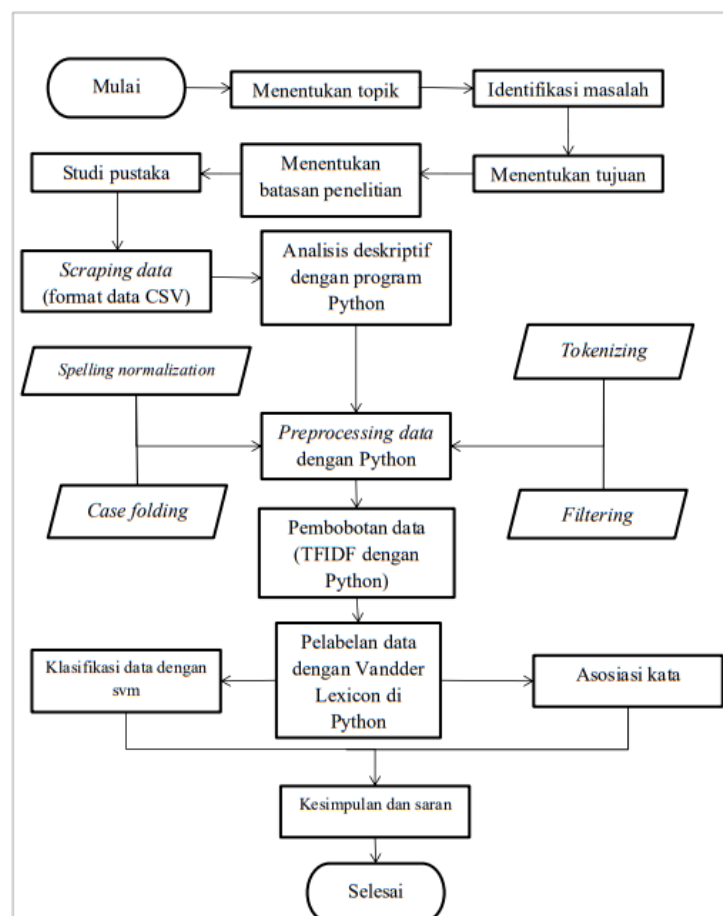 Mulai
Menentukan topik
Identifikasi masalah
Menentukan tujuan
Menentukan
batasan penelitian
Studi pustaka
Scraping data
(format data CSV)
Analisis deskriptif
dengan program
Python
Spelling normalization
Tokenizing
Preprocessing data
dengan Python
Case folding
Filtering
Pembobotan data
(TFIDF dengan
Python)
Pelabelan data
dengan Vandder
Lexicon di
Python
Klasifikasi data dengan
svm
Asosiasi kata
Kesimpulan dan saran
Selesai